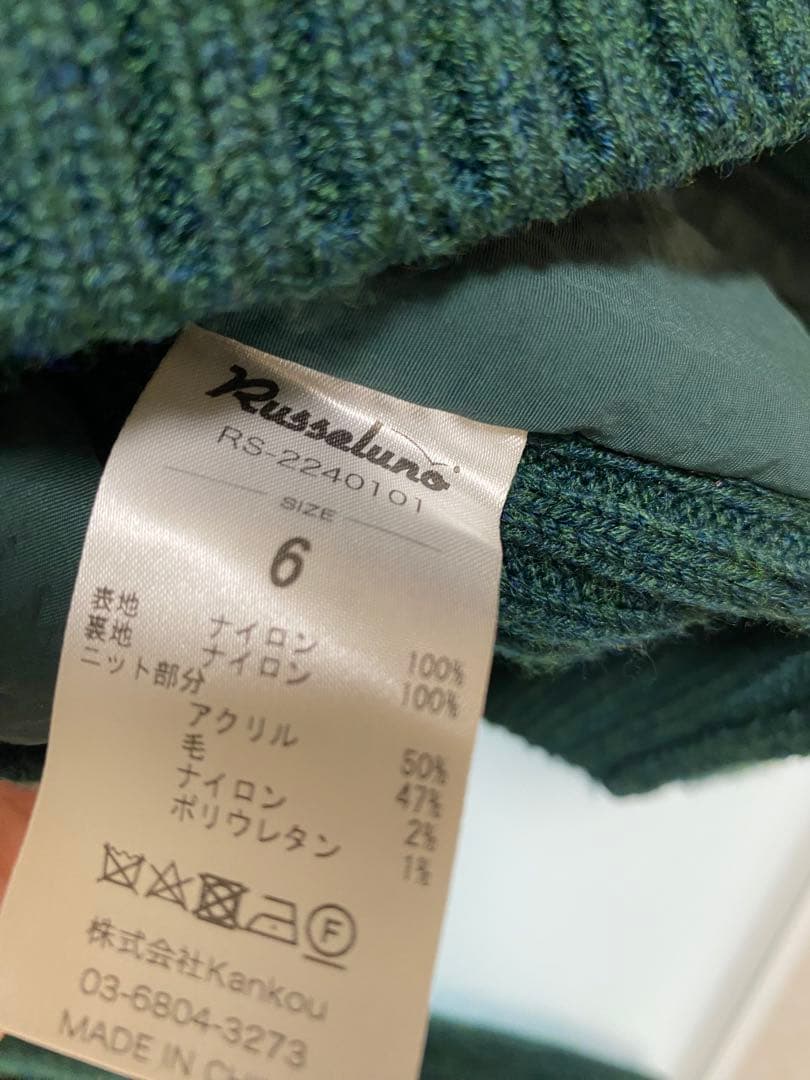 Russeluno
RS-2240101
SIZE
6
表地 ナイロン 100%
裏地 ナイロン 100%
ニット部分
アクリル 50%
毛 47%
ナイロン 2%
ポリウレタン 1%
F
株式会社Kankou
03-6804-3273
MADE IN